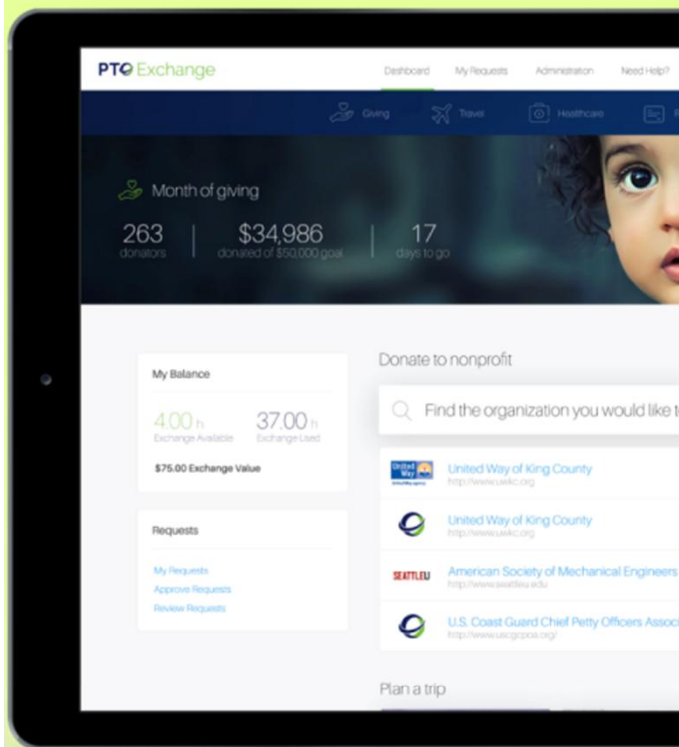 PTO Exchange
Dashboard My Requests Administration Need Help?
Giving Travel Healthcare
Month of giving
263 $34,986 17
donators donated of $50,000 goal days to go
Donate to nonprofit
My Balance
Find the organization you would like
4.00 h 37.00 h
Exchange Available Exchange Used
$75.00 Exchange Value
United Way
United Way of King County
http://www.uwkc.org
United Way of King County
http://www.uwkc.org
Requests
My Requests
Approve Requests
Review Requests
SEATTLEU
American Society of Mechanical Engineers
http://www.seattleu.edu
U.S. Coast Guard Chief Petty Officers
http://www.uscgcpoa.org/
Plan a trip